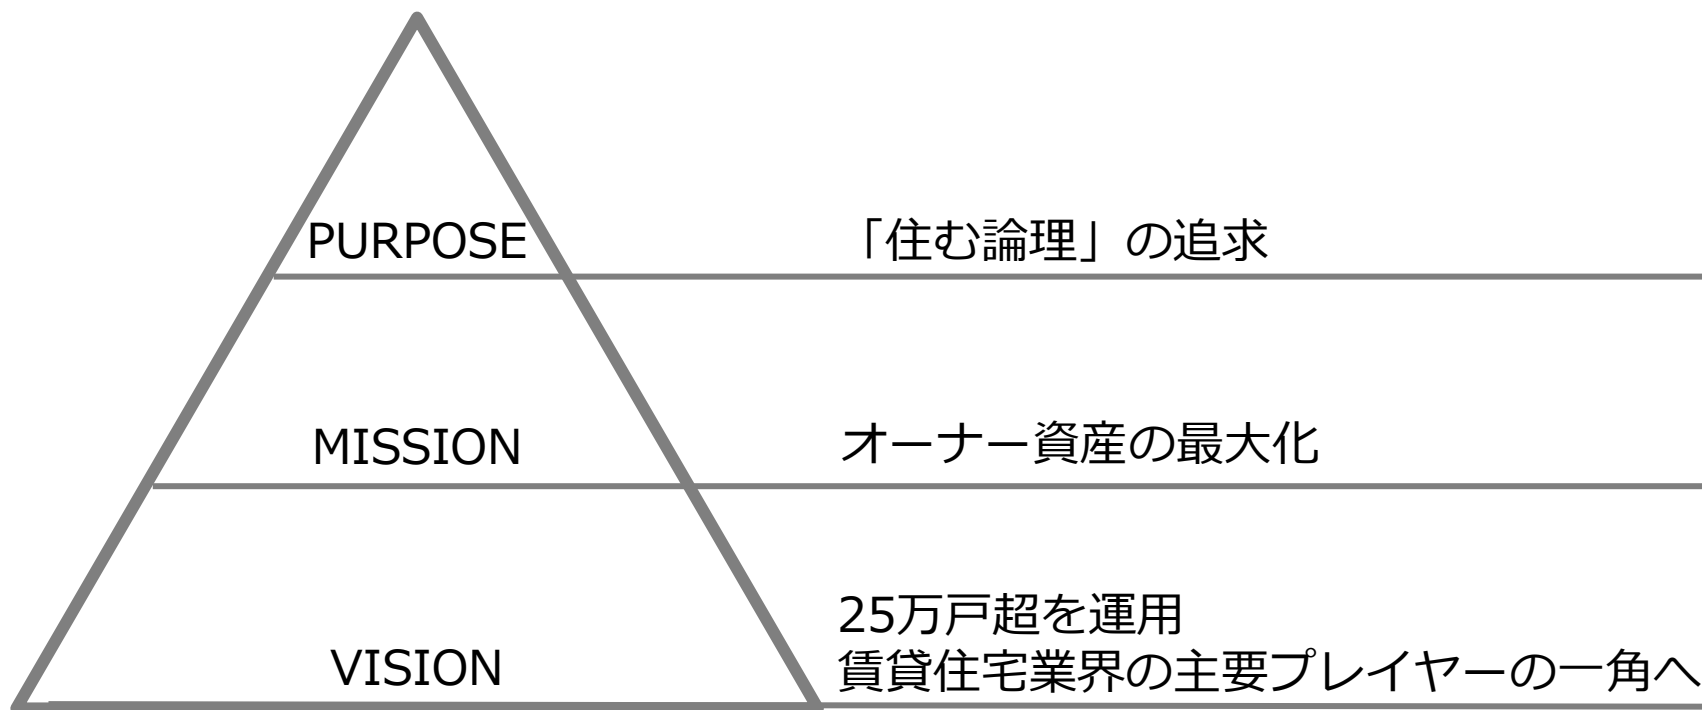 PURPOSE
「住む論理」の追求
MISSION
オーナー資産の最大化
VISION
25万戸超を運用
賃貸住宅業界の主要プレイヤーの一角へ